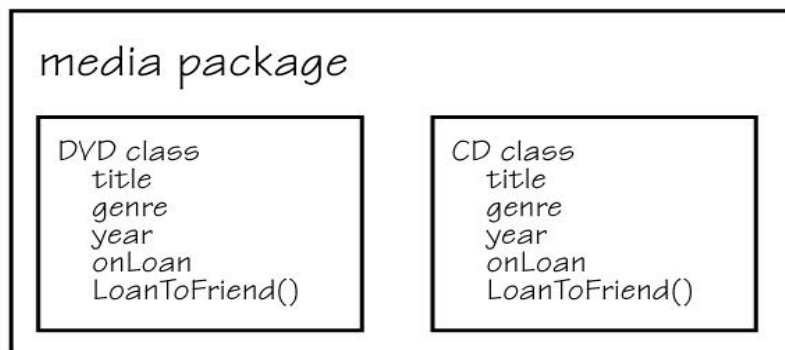 media package
DVD class
title
genre
year
onLoan
LoanToFriend()
CD class
title
genre
year
onLoan
LoanToFriend()